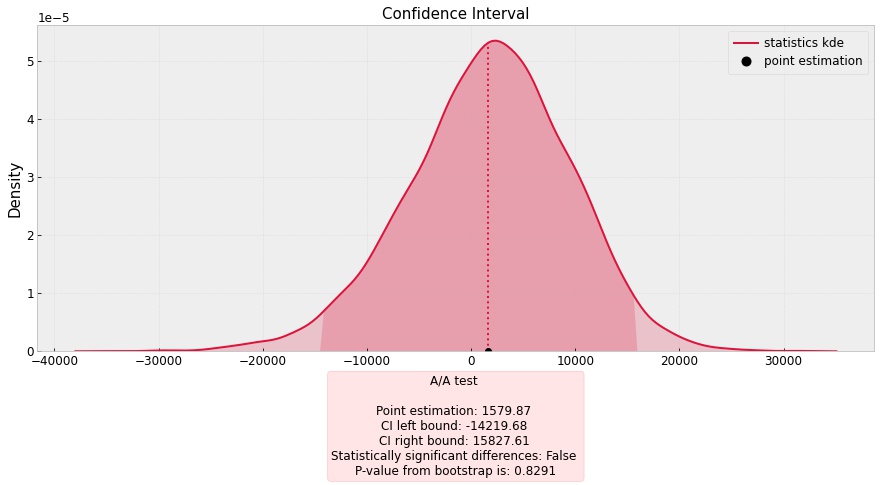 Confidence Interval
1e−5
statistics kde
point estimation
Density
5
4
3
2
1
0
−40000 −30000 −20000 −10000 0 10000 20000 30000
A/A test
Point estimation: 1579.87
CI left bound: -14219.68
CI right bound: 15827.61
Statistically significant differences: False
P-value from bootstrap is: 0.8291